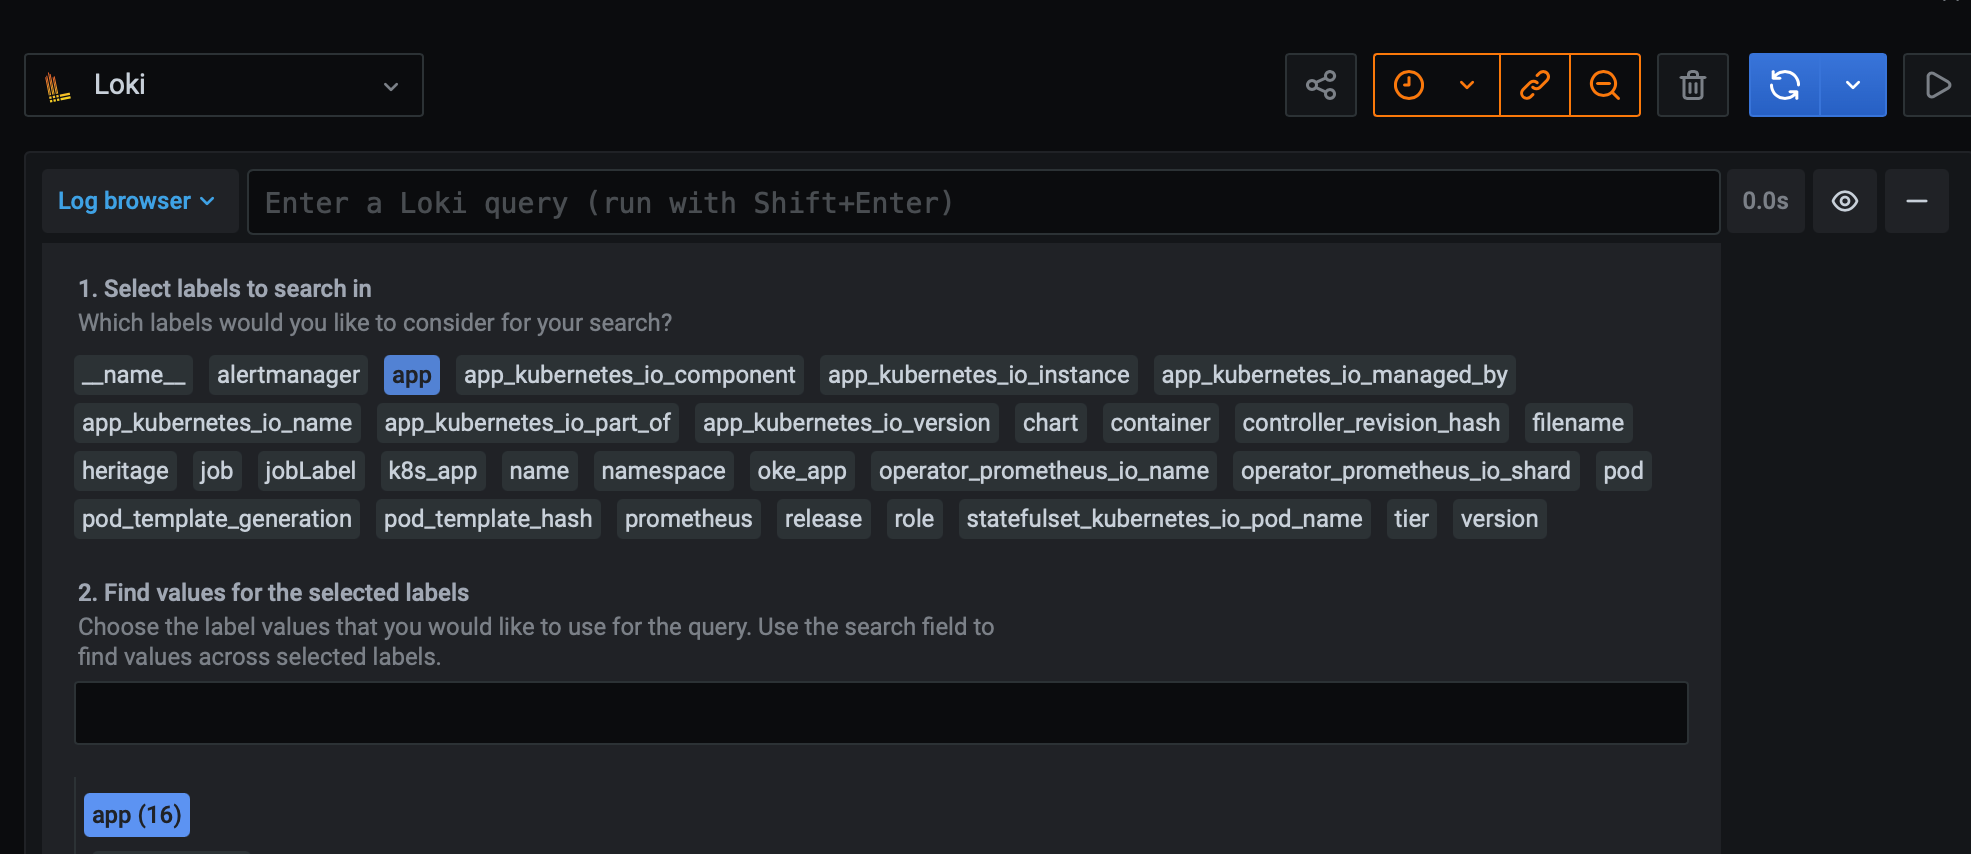 Loki
Log browser Enter a Loki query (run with Shift+Enter) 0.0s
1. Select labels to search in
Which labels would you like to consider for your search?
__name__ alertmanager app app_kubernetes_io_component app_kubernetes_io_instance app_kubernetes_io_managed_by
app_kubernetes_io_name app_kubernetes_io_part_of app_kubernetes_io_version chart container controller_revision_hash filename
heritage job jobLabel k8s_app name namespace oke_app operator_prometheus_io_name operator_prometheus_io_shard pod
pod_template_generation pod_template_hash prometheus release role statefulset_kubernetes_io_pod_name tier version
2. Find values for the selected labels
Choose the label values that you would like to use for the query. Use the search field to
find values across selected labels.
app (16)